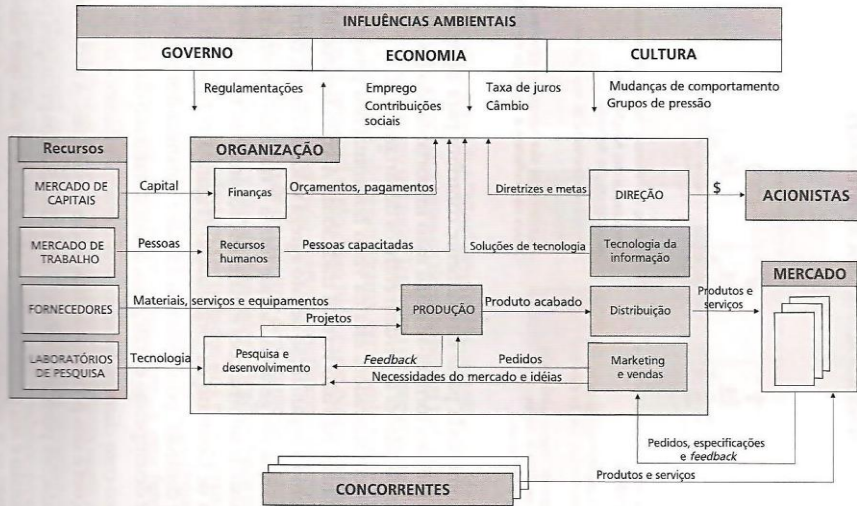 INFLUÊNCIAS AMBIENTAIS
GOVERNO
ECONOMIA
CULTURA
Regulamentações
Emprego
Contribuições
sociais
Taxa de juros
Câmbio
Mudanças de comportamento
Grupos de pressão
Recursos
ORGANIZAÇÃO
MERCADO DE
CAPITAIS
Capital
Finanças
Orçamentos, pagamentos
Diretrizes e metas
DIREÇÃO
$
ACIONISTAS
MERCADO DE
TRABALHO
Pessoas
Recursos
humanos
Pessoas capacitadas
Soluções de tecnologia
Tecnologia da
informação
MERCADO
FORNECEDORES
Materiais, serviços e equipamentos
PRODUÇÃO
Produto acabado
Distribuição
Produtos e
serviços
Projetos
LABORATÓRIOS
DE PESQUISA
Tecnologia
Pesquisa e
desenvolvimento
Feedback
Pedidos
Necessidades do mercado e idéias
Marketing
e vendas
Pedidos, especificações
e feedback
Produtos e serviços
CONCORRENTES